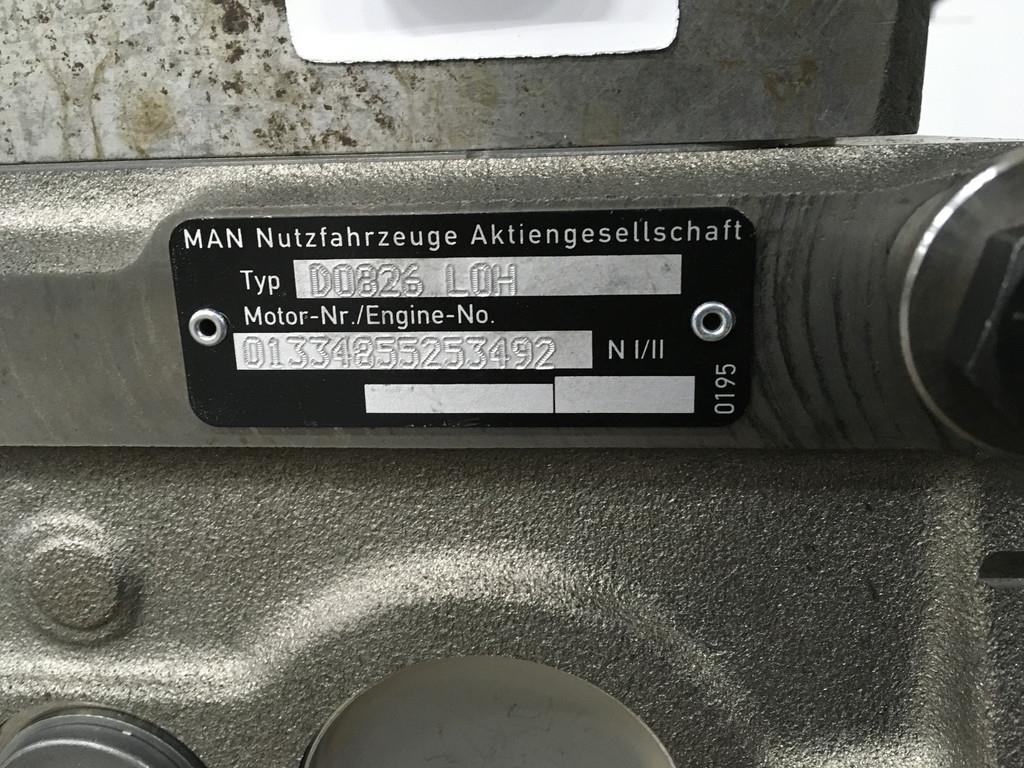 MAN Nutzfahrzeuge Aktiengesellschaft
Typ D0826 LOH
Motor-Nr./Engine-No.
01334855253492 N I/II
0195